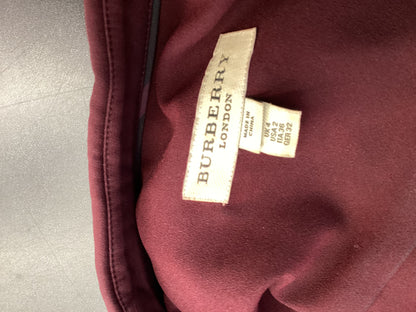 BURBERRY
LONDON
MADE IN
CHINA
UK 4
USA 2
ITA 36
GER 32